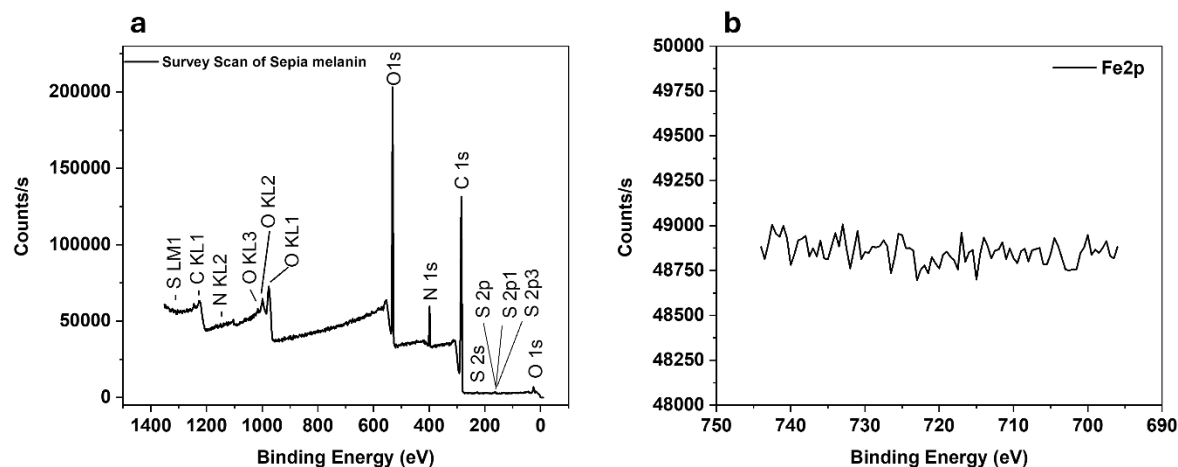 a
Survey Scan of Sepia melanin
Counts/s
200000
150000
100000
50000
0
S LM1
C KL1
N KL2
O KL3
O KL2
O KL1
O1s
N 1s
C 1s
S 2s
S 2p
S 2p1
S 2p3
O 1s
1400 1200 1000 800 600 400 200 0
Binding Energy (eV)
b
Fe2p
Counts/s
50000
49750
49500
49250
49000
48750
48500
48250
48000
750 740 730 720 710 700 690
Binding Energy (eV)